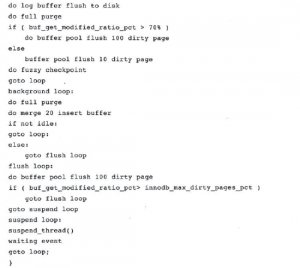 do log buffer flush to disk
do full purge
if ( buf_get_modified_ratio_pct > 70% )
do buffer pool flush 100 dirty page
else
buffer pool flush 10 dirty page
do fuzzy checkpoint
goto loop
background loop:
do full purge
do merge 20 insert buffer
if not idle:
goto loop:
else:
goto flush loop
flush loop:
do buffer pool flush 100 dirty page
if ( buf_get_modified_ratio_pct> innodb_max_dirty_pages_pct )
goto flush loop
goto suspend loop
suspend loop:
suspend_thread()
waiting event
goto loop;
}